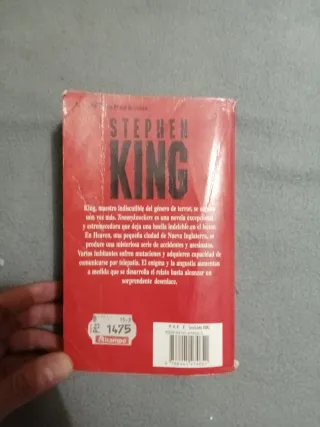 STEPHEN
KING
King, maestro indiscutible del género de terror, se supera
una vez más. Tommyknockers es una novela excepcional
y estremecedora que deja una huella indeleble en el lector.
En Heaven, una pequeña ciudad de Nueva Inglaterra, se
produce una misteriosa serie de accidentes y asesinatos.
Varios habitantes sufren mutaciones y adquieren capacidad de
comunicarse por telepatía. El enigma y la angustia aumentan
a medida que se desarrolla el relato hasta alcanzar un
sorprendente desenlace.
1475
Alcampo